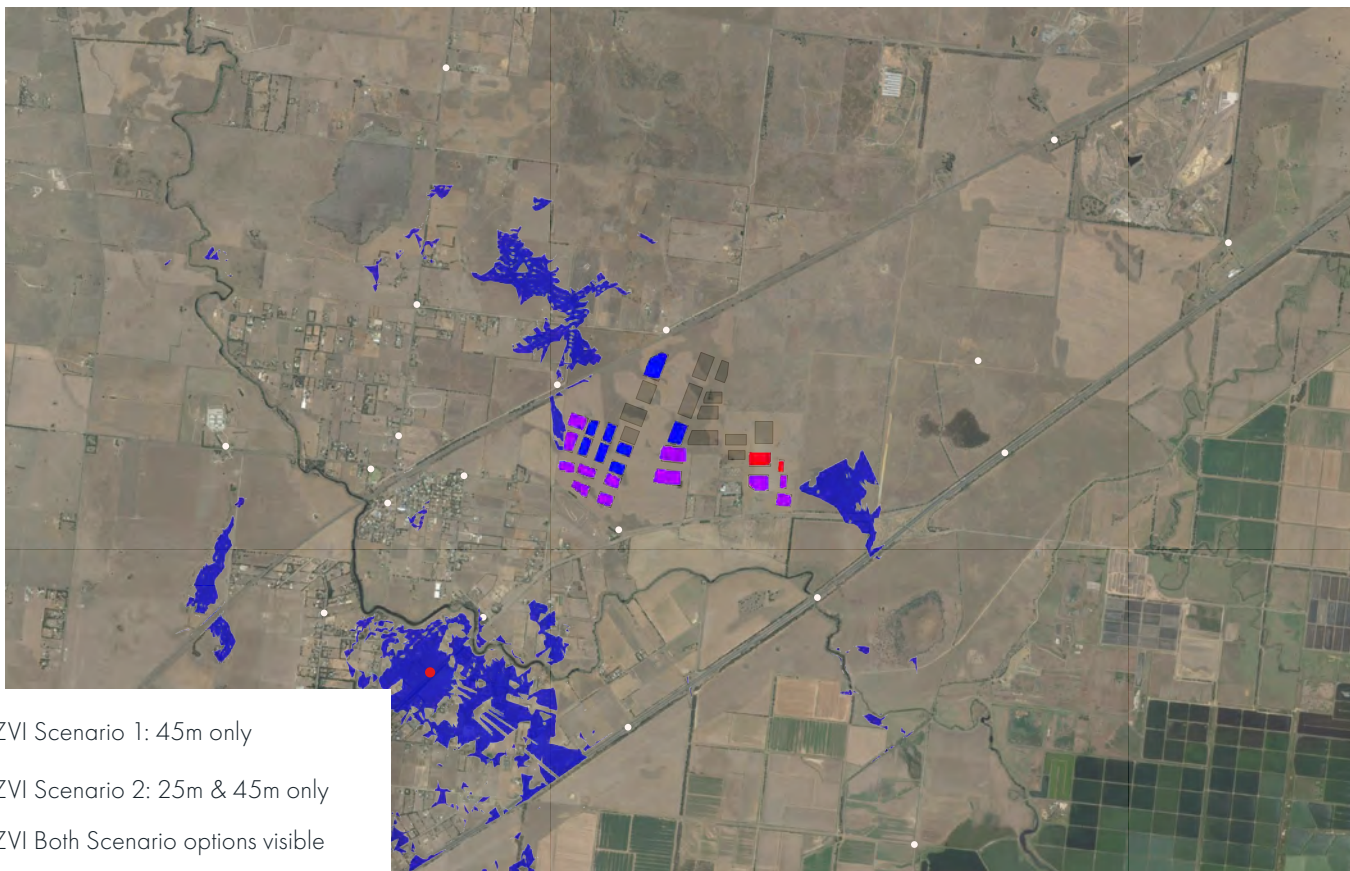 ZVI Scenario 1: 45m only
ZVI Scenario 2: 25m & 45m only
ZVI Both Scenario options visible